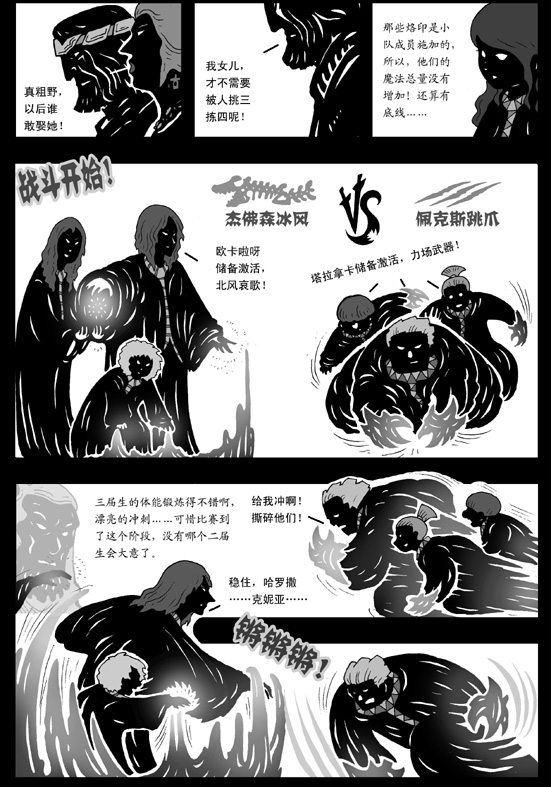 真粗野，
以后谁
敢娶她！
我女儿，
才不需要
被人挑三
拣四呢！
那些烙印是小
队成员施加的，
所以，他们的
魔法总量没有
增加！还算有
底线……
战斗开始！
杰佛森冰风
VS
佩克斯跳爪
欧卡啦呀
储备激活，
北风哀歌！
塔拉拿卡储备激活，力场武器！
三届生的体能锻炼得不错啊，
漂亮的冲刺……可惜比赛到
了这个阶段，没有哪个二届
生会大意了。
给我冲啊！
撕碎他们！
稳住，哈罗撒
……克妮亚……
锵锵锵！